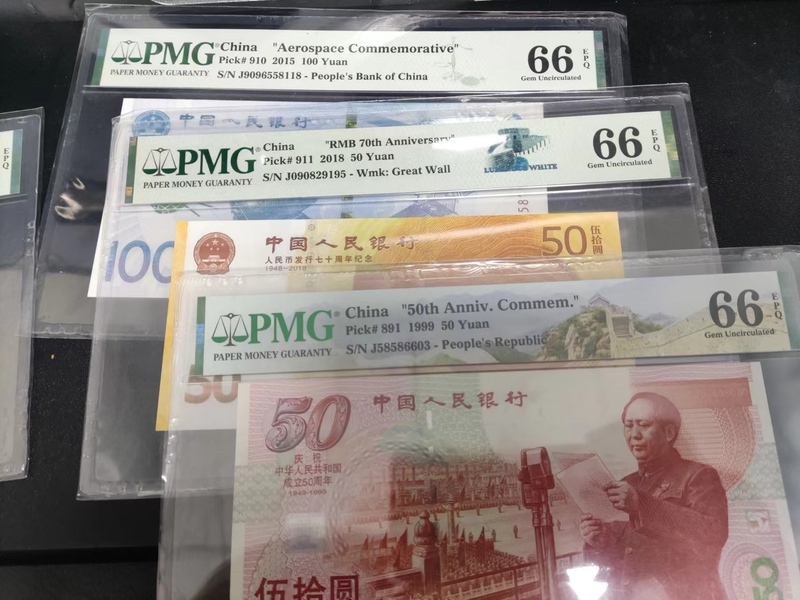 PMG
PAPER MONEY GUARANTY
China "Aerospace Commemorative"
Pick# 910 2015 100 Yuan
S/N J9096558118 - People's Bank of China
66 EPQ
Gem Uncirculated
中国人民银行
100
PMG
PAPER MONEY GUARANTY
China "RMB 70th Anniversary"
Pick# 911 2018 50 Yuan
S/N J090829195 - Wmk: Great Wall
66 EPQ
Gem Uncirculated
EPQ
中国人民银行
人民币发行七十周年纪念
1948-2018
50 伍拾圆
50
PMG
PAPER MONEY GUARANTY
China "50th Anniv. Commem."
Pick# 891 1999 50 Yuan
S/N J58586603 - People's Republic
66 EPQ
Gem Uncirculated
50
中国人民银行
庆祝
中华人民共和国
成立50周年
1949-1999
伍拾圆
50